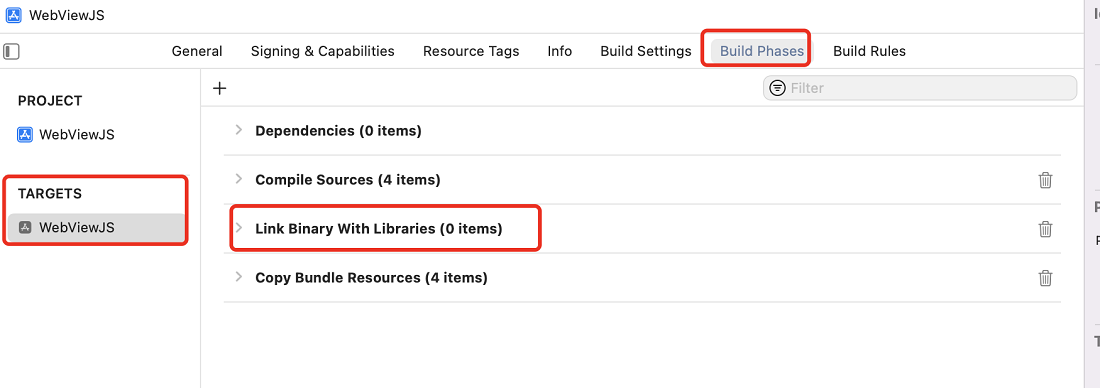 WebViewJS
General Signing & Capabilities Resource Tags Info Build Settings Build Phases Build Rules
Filter
PROJECT
WebViewJS
TARGETS
WebViewJS
Dependencies (0 items)
Compile Sources (4 items)
Link Binary With Libraries (0 items)
Copy Bundle Resources (4 items)